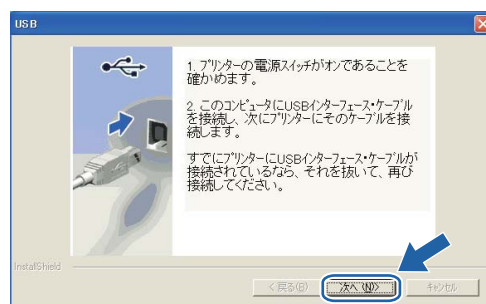 USB
1. プリンターの電源スイッチがオンであることを
確かめます。
2. このコンピュータにUSBインターフェース・ケーブル
を接続し、次にプリンターにそのケーブルを接
続します。
すでにプリンターにUSBインターフェース・ケーブルが
接続されているなら、それを抜いて、再び
接続してください。
InstallShield
< 戻る(B)
次へ(N)>
キャンセル